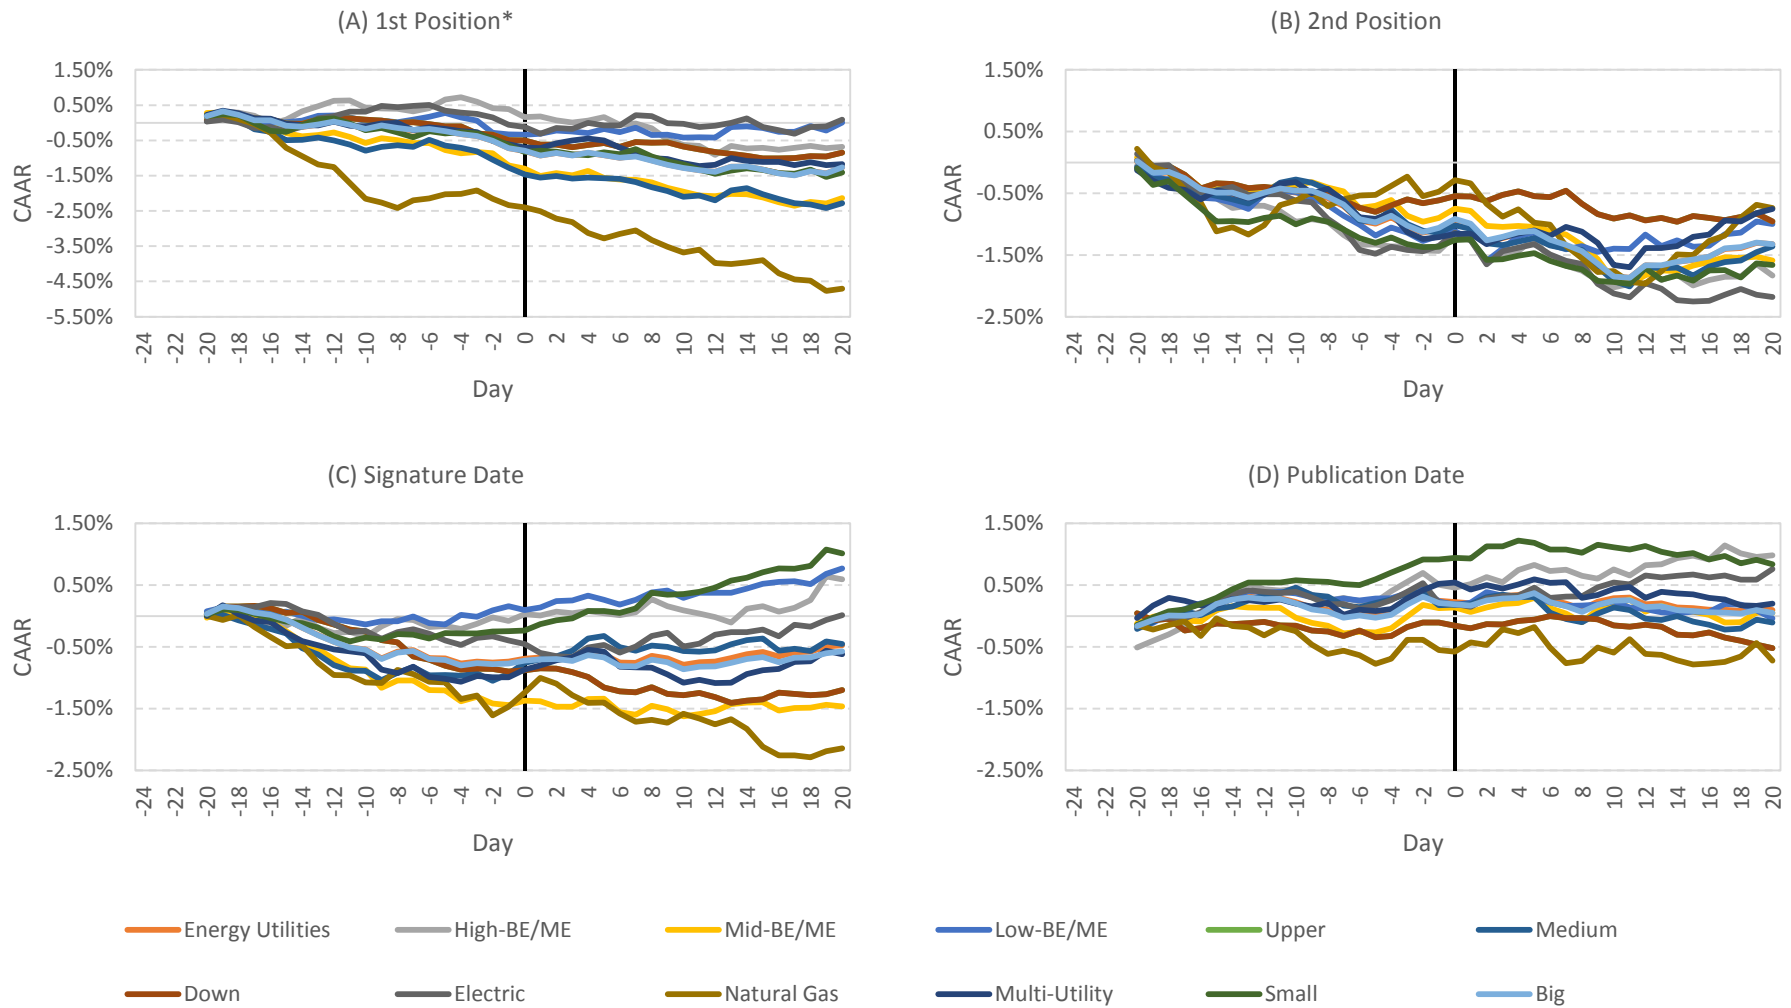 (A) 1st Position*
1.50%
0.50%
-0.50%
-1.50%
-2.50%
-3.50%
-4.50%
-5.50%
CAAR
-24 -22 -20 -18 -16 -14 -12 -10 -8 -6 -4 -2 0 2 4 6 8 10 12 14 16 18 20
Day
(B) 2nd Position
1.50%
0.50%
-0.50%
-1.50%
-2.50%
CAAR
-24 -22 -20 -18 -16 -14 -12 -10 -8 -6 -4 -2 0 2 4 6 8 10 12 14 16 18 20
Day
(C) Signature Date
1.50%
0.50%
-0.50%
-1.50%
-2.50%
CAAR
-24 -22 -20 -18 -16 -14 -12 -10 -8 -6 -4 -2 0 2 4 6 8 10 12 14 16 18 20
Day
(D) Publication Date
1.50%
0.50%
-0.50%
-1.50%
-2.50%
CAAR
-24 -22 -20 -18 -16 -14 -12 -10 -8 -6 -4 -2 0 2 4 6 8 10 12 14 16 18 20
Day
Energy Utilities High-BE/ME Mid-BE/ME Low-BE/ME Upper Medium
Down Electric Natural Gas Multi-Utility Small Big